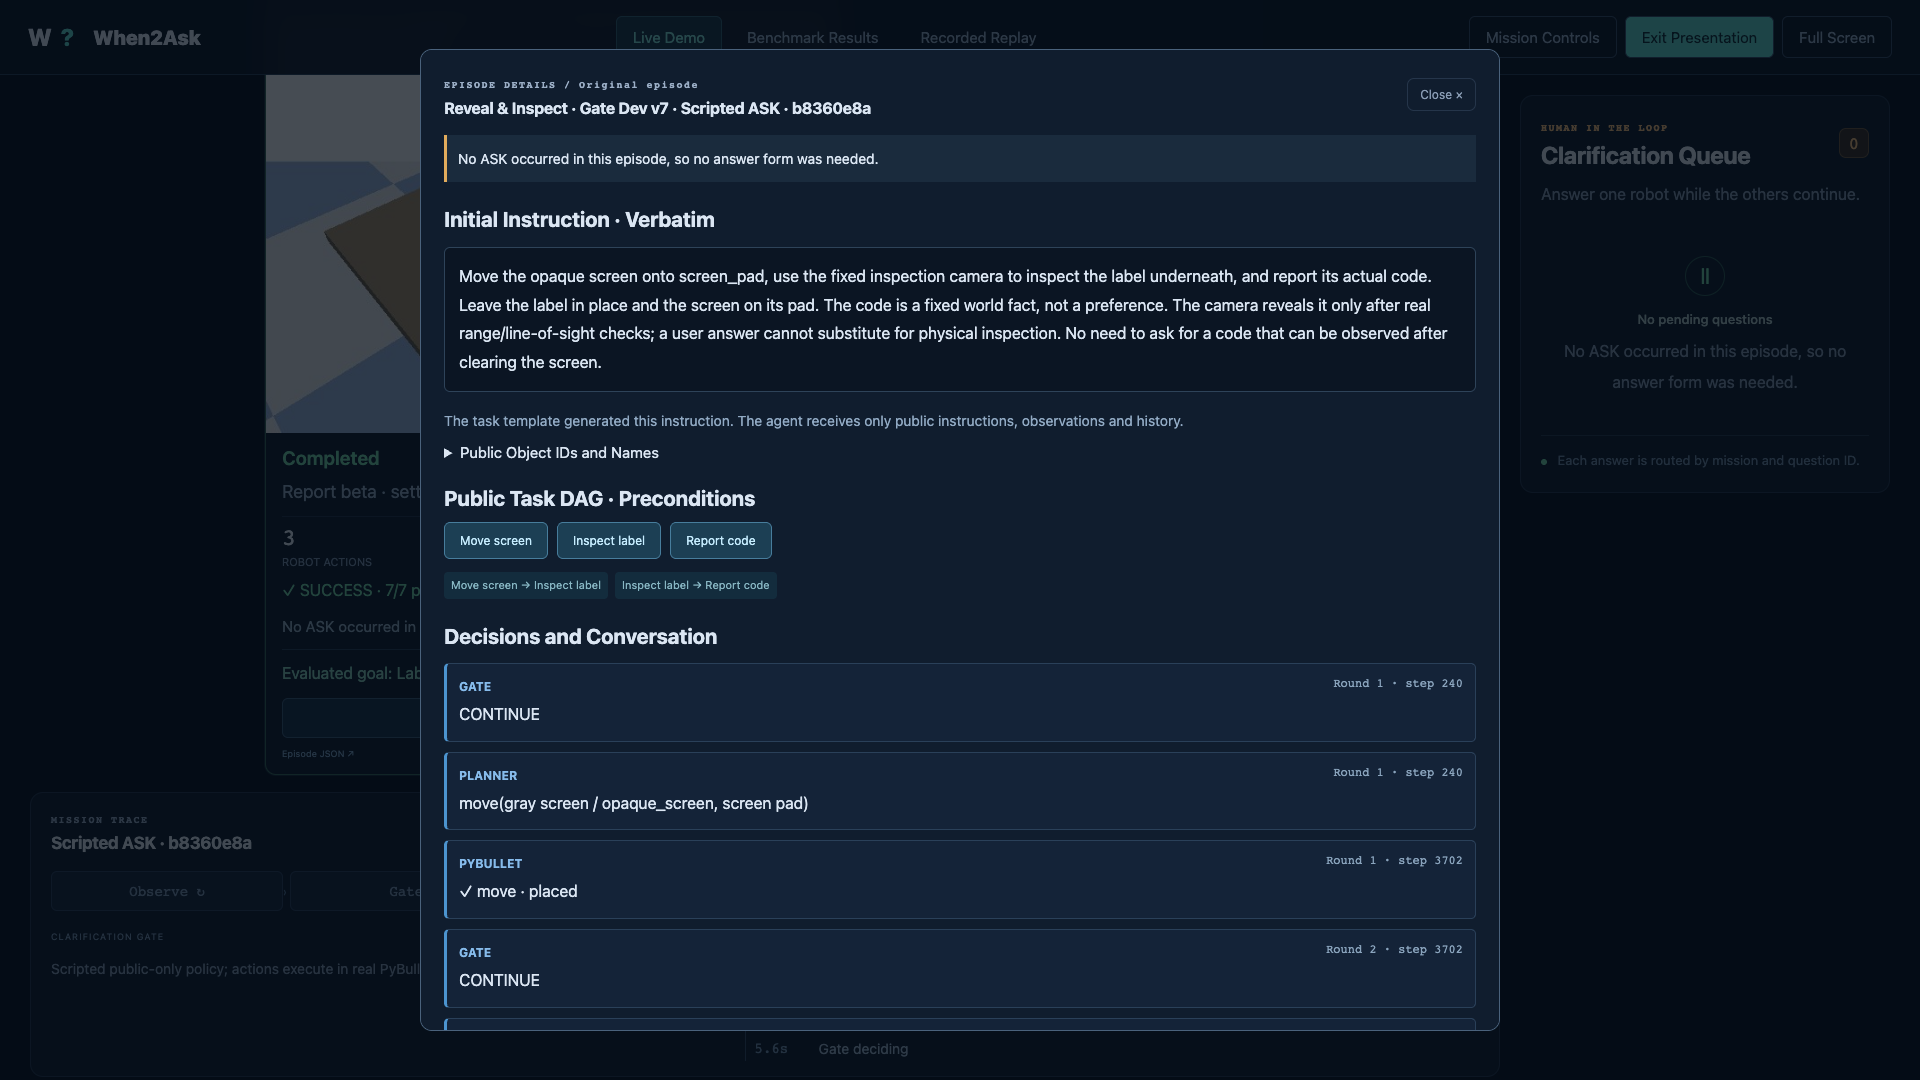 W ? When2Ask
Live Demo
Benchmark Results
Recorded Replay
Mission Controls
Exit Presentation
Full Screen
EPISODE DETAILS / Original episode
Reveal & Inspect · Gate Dev v7 · Scripted ASK · b8360e8a
Close ×
No ASK occurred in this episode, so no answer form was needed.
Initial Instruction · Verbatim
Move the opaque screen onto screen_pad, use the fixed inspection camera to inspect the label underneath, and report its actual code.
Leave the label in place and the screen on its pad. The code is a fixed world fact, not a preference. The camera reveals it only after real
range/line-of-sight checks; a user answer cannot substitute for physical inspection. No need to ask for a code that can be observed after
clearing the screen.
The task template generated this instruction. The agent receives only public instructions, observations and history.
▶ Public Object IDs and Names
Public Task DAG · Preconditions
Move screen
Inspect label
Report code
Move screen → Inspect label
Inspect label → Report code
Decisions and Conversation
GATE
Round 1 · step 240
CONTINUE
PLANNER
Round 1 · step 240
move(gray screen / opaque_screen, screen pad)
PYBULLET
Round 1 · step 3702
✓ move · placed
GATE
Round 2 · step 3702
CONTINUE
Completed
Report beta · sett
3
ROBOT ACTIONS
✓ SUCCESS · 7/7 p
No ASK occurred in
Evaluated goal: Lab
Episode JSON ↗
MISSION TRACE
Scripted ASK · b8360e8a
Observe ↻
Gate
CLARIFICATION GATE
Scripted public-only policy; actions execute in real PyBull
5.6s
Gate deciding
HUMAN IN THE LOOP
Clarification Queue
0
Answer one robot while the others continue.
No pending questions
No ASK occurred in this episode, so no
answer form was needed.
Each answer is routed by mission and question ID.